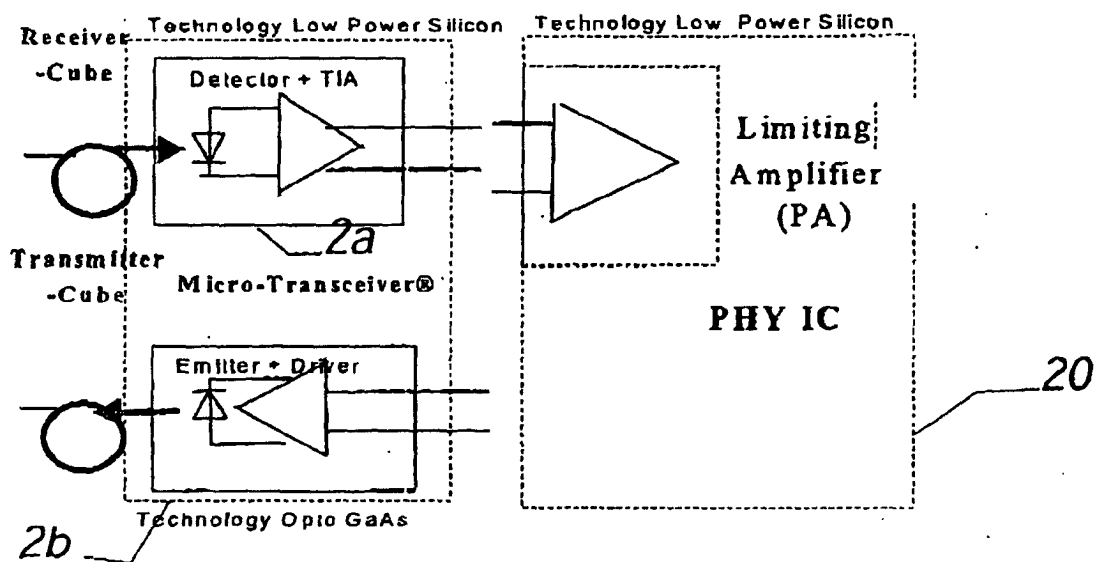 Technology Low Power Silicon
Technology Low Power Silicon
Receiver
-Cube
Detector + TIA
Limiting
Amplifier
(PA)
2a
Transmitter
-Cube
Micro-Transceiver®
PHY IC
Emitter + Driver
20
Technology Opto GaAs
2b